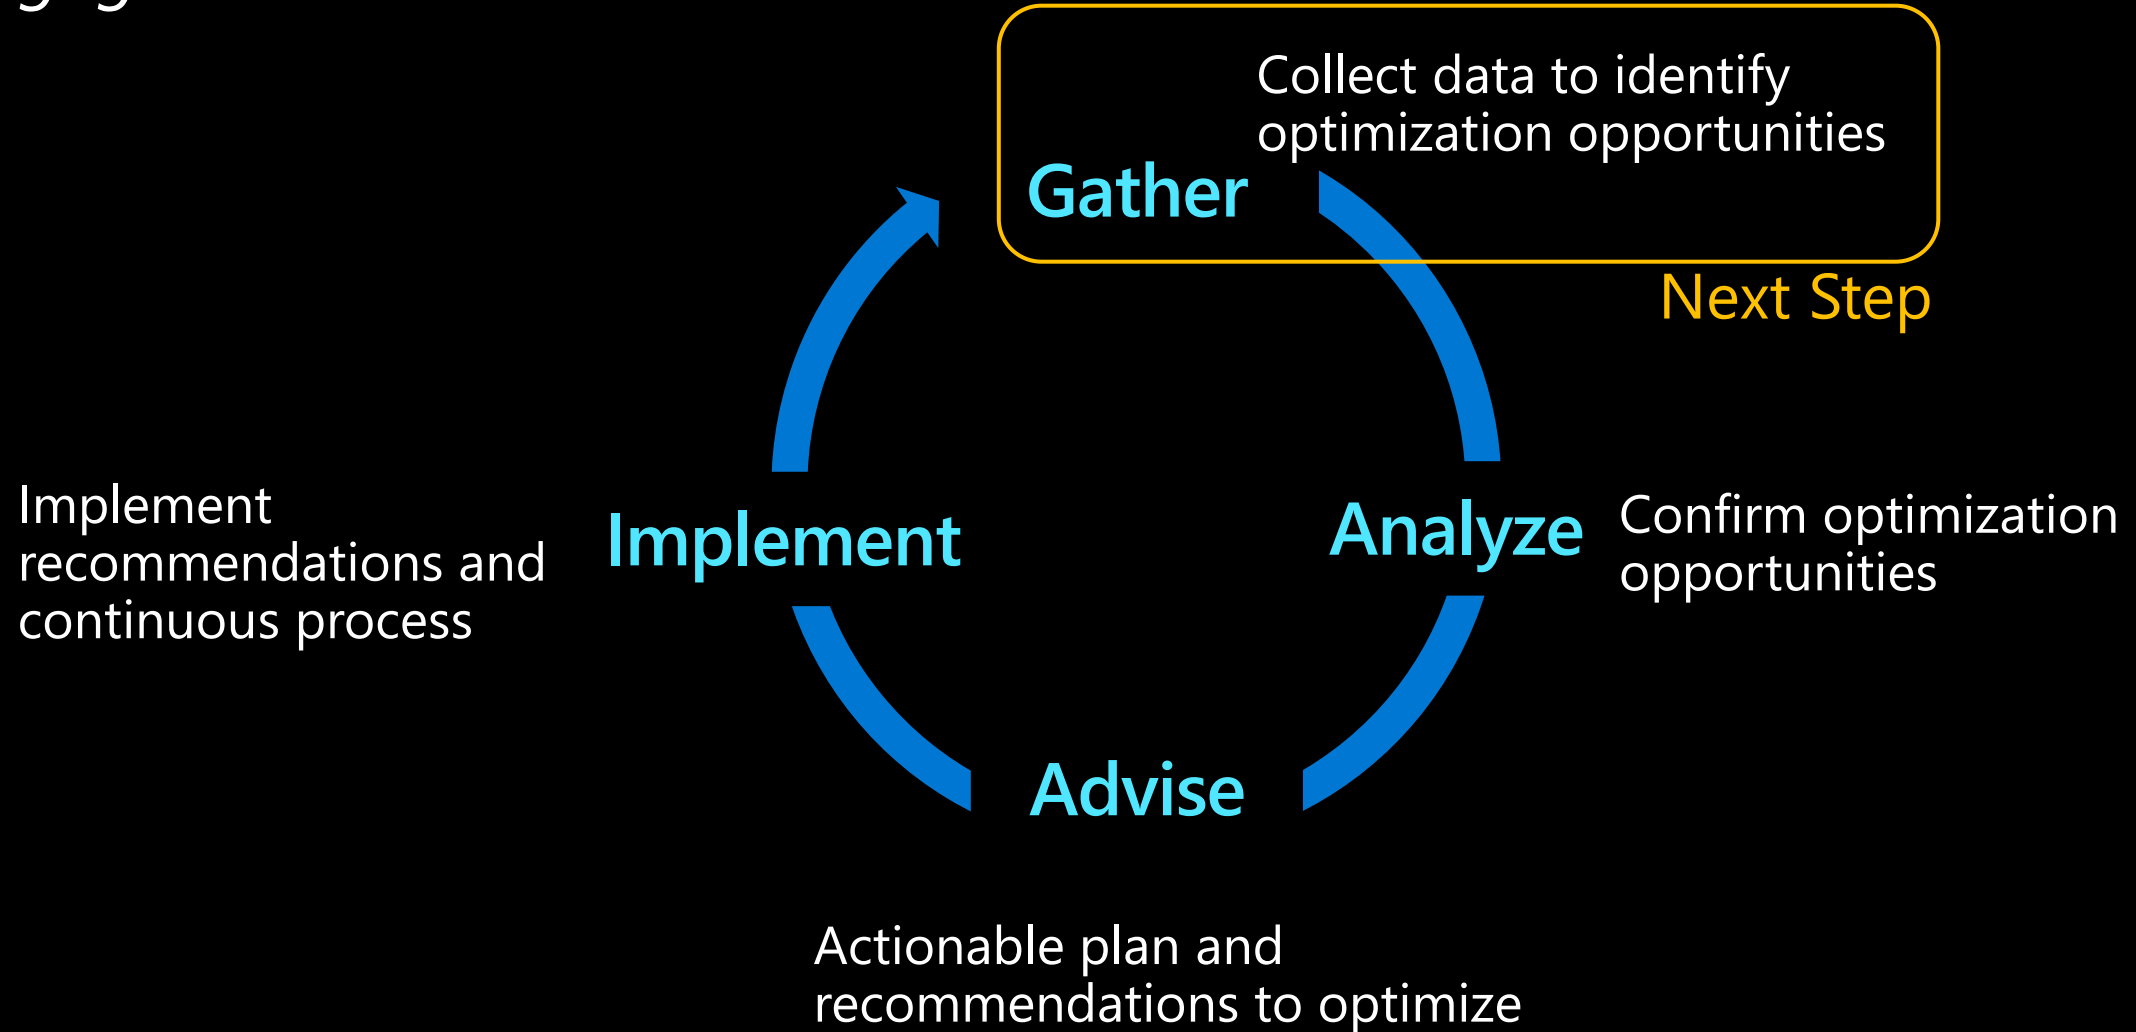 Collect data to identify
optimization opportunities
Gather
Next Step
Analyze
Confirm optimization
opportunities
Advise
Actionable plan and
recommendations to optimize
Implement
Implement
recommendations and
continuous process